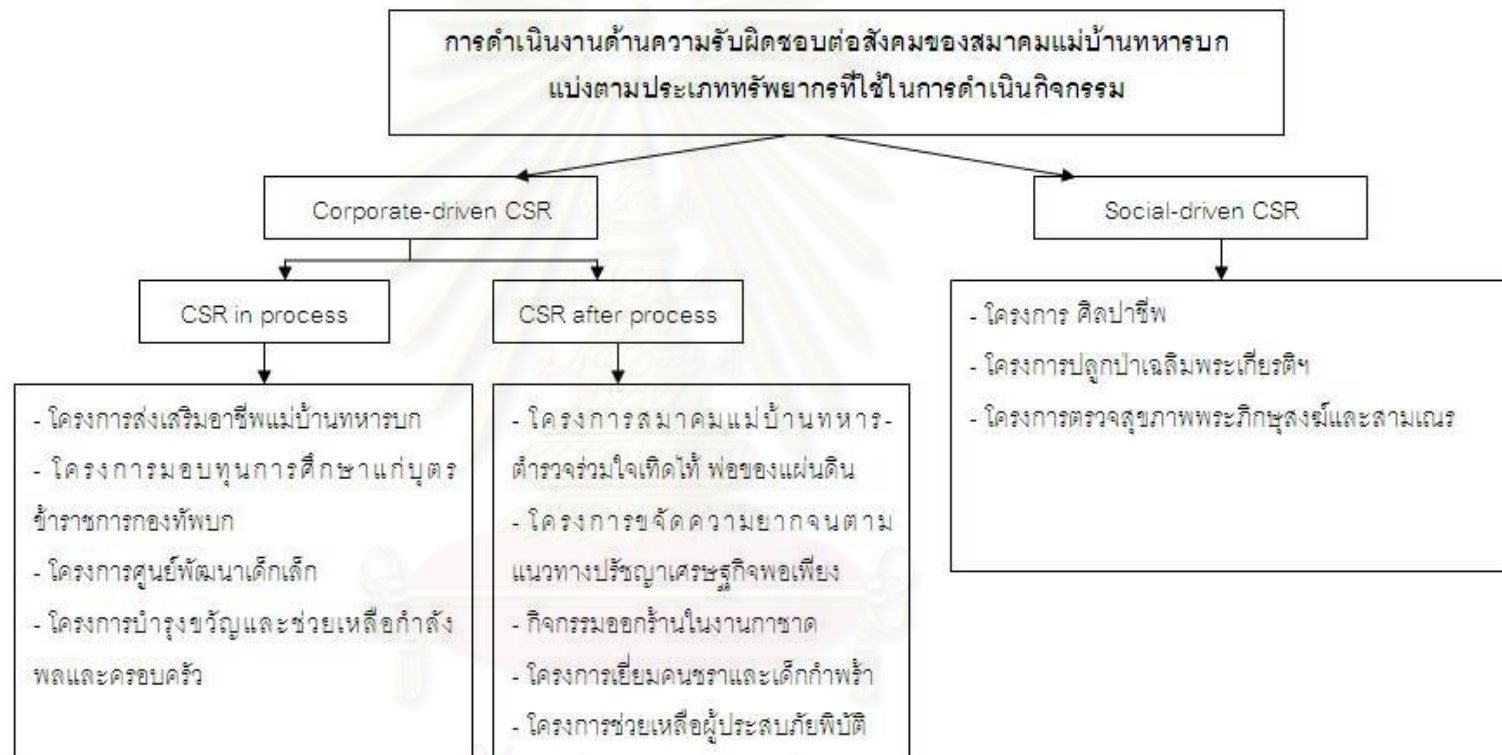 การดำเนินงานด้านความรับผิดชอบต่อสังคมของสมาคมแม่บ้านทหารบก
แบ่งตามประเภททรัพยากรที่ใช้ในการดำเนินกิจกรรม
Corporate-driven CSR
Social-driven CSR
CSR in process
CSR after process
- โครงการส่งเสริมอาชีพแม่บ้านทหารบก
- โครงการมอบทุนการศึกษาแก่บุตร
ข้าราชการกองทัพบก
- โครงการศูนย์พัฒนาเด็กเล็ก
- โครงการบำรุงขวัญและช่วยเหลือกำลัง
พลและครอบครัว
- โครงการสมาคมแม่บ้านทหาร-
ตำรวจร่วมใจเทิดไท้ พ่อของแผ่นดิน
- โครงการขจัดความยากจนตาม
แนวทางปรัชญาเศรษฐกิจพอเพียง
- กิจกรรมออกร้านในงานกาชาด
- โครงการเยี่ยมคนชราและเด็กกำพร้า
- โครงการช่วยเหลือผู้ประสบภัยพิบัติ
- โครงการ ศิลปาชีพ
- โครงการปลูกป่าเฉลิมพระเกียรติฯ
- โครงการตรวจสุขภาพพระภิกษุสงฆ์และสามเณร